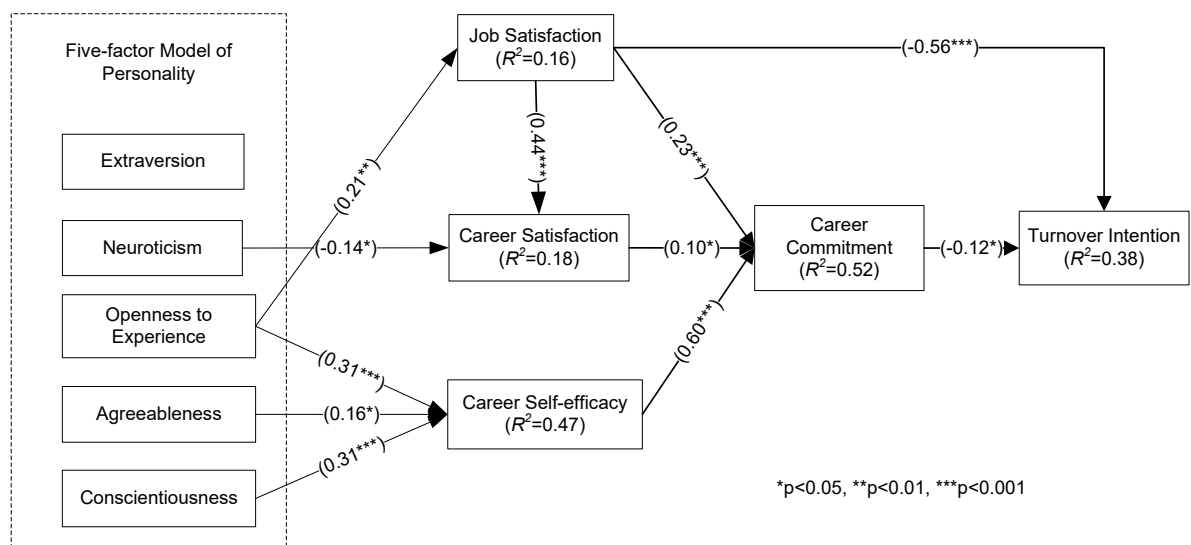 Five-factor Model of
Personality
Extraversion
Neuroticism
Openness to
Experience
Agreeableness
Conscientiousness
(0.21**)
(-0.14*)
(0.31***)
(0.16*)
(0.31***)
Job Satisfaction
(R²=0.16)
(0.44***)
Career Satisfaction
(R²=0.18)
Career Self-efficacy
(R²=0.47)
(0.23***)
(0.10*)
(0.60***)
(-0.56***)
Career
Commitment
(R²=0.52)
(-0.12*)
Turnover Intention
(R²=0.38)
*p<0.05, **p<0.01, ***p<0.001